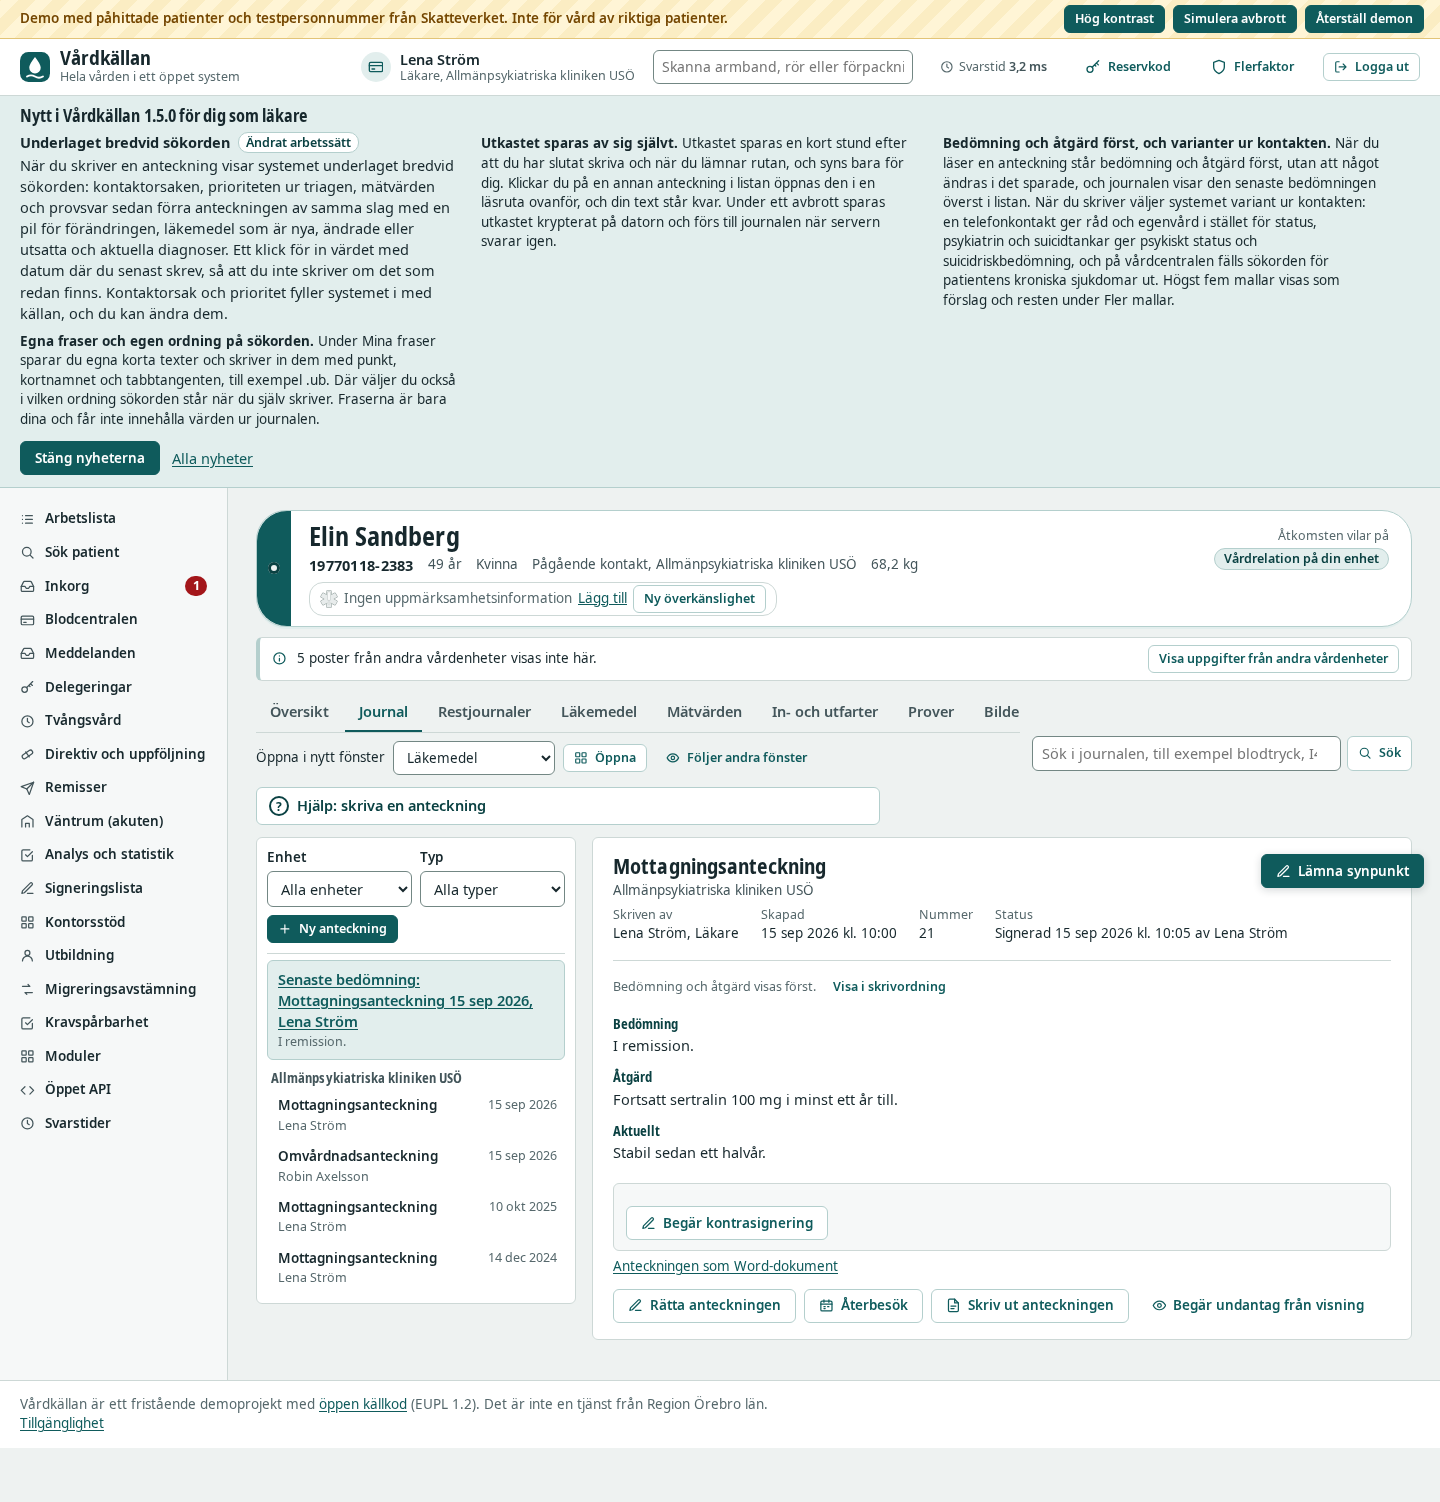 Demo med påhittade patienter och testpersonnummer från Skatteverket. Inte för vård av riktiga patienter.
Hög kontrast
Simulera avbrott
Återställ demon
Vårdkällan
Hela vården i ett öppet system
Lena Ström
Läkare, Allmänpsykiatriska kliniken USÖ
Skanna armband, rör eller förpackni
Svarstid 3,2 ms
Reservkod
Flerfaktor
Logga ut
Nytt i Vårdkällan 1.5.0 för dig som läkare
Underlaget bredvid sökorden
Ändrat arbetssätt
När du skriver en anteckning visar systemet underlaget bredvid
sökorden: kontaktorsaken, prioriteten ur triagen, mätvärden
och provsvar sedan förra anteckningen av samma slag med en
pil för förändringen, läkemedel som är nya, ändrade eller
utsatta och aktuella diagnoser. Ett klick för in värdet med
datum där du senast skrev, så att du inte skriver om det som
redan finns. Kontaktorsak och prioritet fyller systemet i med
källan, och du kan ändra dem.
Egna fraser och egen ordning på sökorden. Under Mina fraser
sparar du egna korta texter och skriver in dem med punkt,
kortnamnet och tabbtangenten, till exempel .ub. Där väljer du också
i vilken ordning sökorden står när du själv skriver. Fraserna är bara
dina och får inte innehålla värden ur journalen.
Utkastet sparas av sig självt. Utkastet sparas en kort stund efter
att du har slutat skriva och när du lämnar rutan, och syns bara för
dig. Klickar du på en annan anteckning i listan öppnas den i en
läsruta ovanför, och din text står kvar. Under ett avbrott sparas
utkastet krypterat på datorn och förs till journalen när servern
svarar igen.
Bedömning och åtgärd först, och varianter ur kontakten. När du
läser en anteckning står bedömning och åtgärd först, utan att något
ändras i det sparade, och journalen visar den senaste bedömningen
överst i listan. När du skriver väljer systemet variant ur kontakten:
en telefonkontakt ger råd och egenvård i stället för status,
psykiatrin och suicidtankar ger psykiskt status och
suicidriskbedömning, och på vårdcentralen fälls sökorden för
patientens kroniska sjukdomar ut. Högst fem mallar visas som
förslag och resten under Fler mallar.
Stäng nyheterna
Alla nyheter
Arbetslista
Sök patient
Inkorg
1
Blodcentralen
Meddelanden
Delegeringar
Tvångsvård
Direktiv och uppföljning
Remisser
Väntrum (akuten)
Analys och statistik
Signeringslista
Kontorsstöd
Utbildning
Migreringsavstämning
Kravspårbarhet
Moduler
Öppet API
Svarstider
Elin Sandberg
19770118-2383
49 år
Kvinna
Pågående kontakt, Allmänpsykiatriska kliniken USÖ
68,2 kg
Ingen uppmärksamhetsinformation
Lägg till
Ny överkänslighet
Åtkomsten vilar på
Vårdrelation på din enhet
5 poster från andra vårdenheter visas inte här.
Visa uppgifter från andra vårdenheter
Översikt
Journal
Restjournaler
Läkemedel
Mätvärden
In- och utfarter
Prover
Bilde
Öppna i nytt fönster
Läkemedel
Öppna
Följer andra fönster
Sök i journalen, till exempel blodtryck, I4
Sök
? Hjälp: skriva en anteckning
Enhet
Typ
Alla enheter
Alla typer
Ny anteckning
Senaste bedömning:
Mottagningsanteckning 15 sep 2026,
Lena Ström
I remission.
Allmänpsykiatriska kliniken USÖ
Mottagningsanteckning
15 sep 2026
Lena Ström
Omvårdnadsanteckning
15 sep 2026
Robin Axelsson
Mottagningsanteckning
10 okt 2025
Lena Ström
Mottagningsanteckning
14 dec 2024
Lena Ström
Mottagningsanteckning
Allmänpsykiatriska kliniken USÖ
Lämna synpunkt
Skriven av
Lena Ström, Läkare
Skapad
15 sep 2026 kl. 10:00
Nummer
21
Status
Signerad 15 sep 2026 kl. 10:05 av Lena Ström
Bedömning och åtgärd visas först.
Visa i skrivordning
Bedömning
I remission.
Åtgärd
Fortsatt sertralin 100 mg i minst ett år till.
Aktuellt
Stabil sedan ett halvår.
Begär kontrasignering
Anteckningen som Word-dokument
Rätta anteckningen
Återbesök
Skriv ut anteckningen
Begär undantag från visning
Vårdkällan är ett fristående demoprojekt med öppen källkod (EUPL 1.2). Det är inte en tjänst från Region Örebro län.
Tillgänglighet